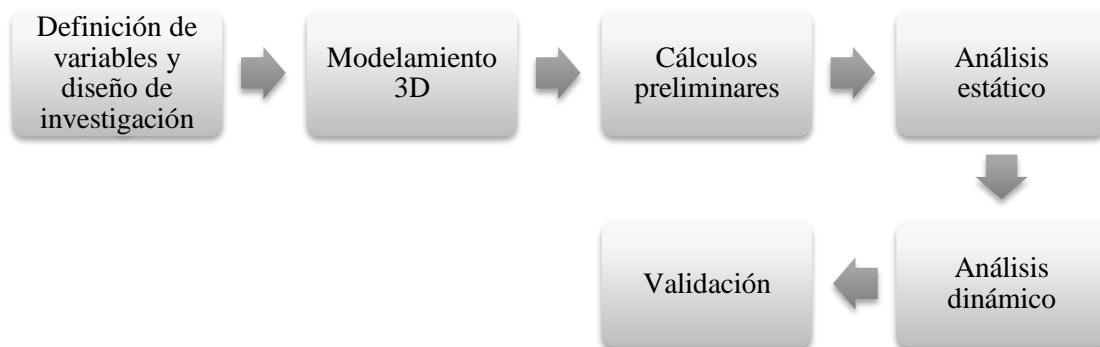 Definición de
variables y
diseño de
investigación
Modelamiento
3D
Cálculos
preliminares
Análisis
estático
Análisis
dinámico
Validación